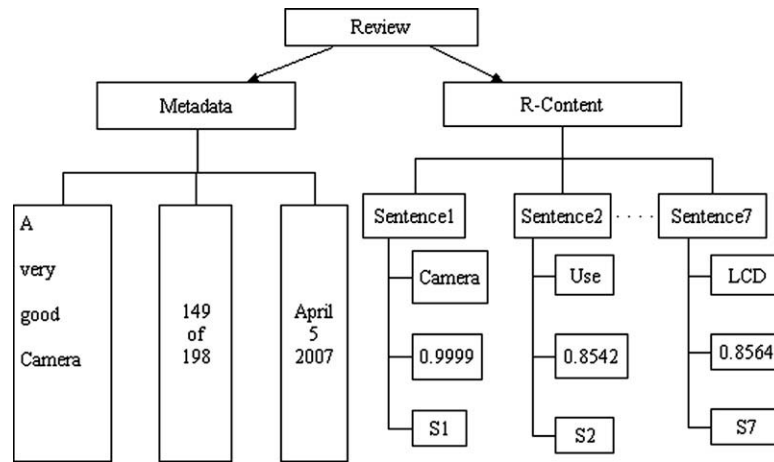 Review
Metadata
R-Content
A
very
good
Camera
149
of
198
April
5
2007
Sentence1
Sentence2
. . . .
Sentence7
Camera
Use
LCD
0.9999
0.8542
0.8564
S1
S2
S7